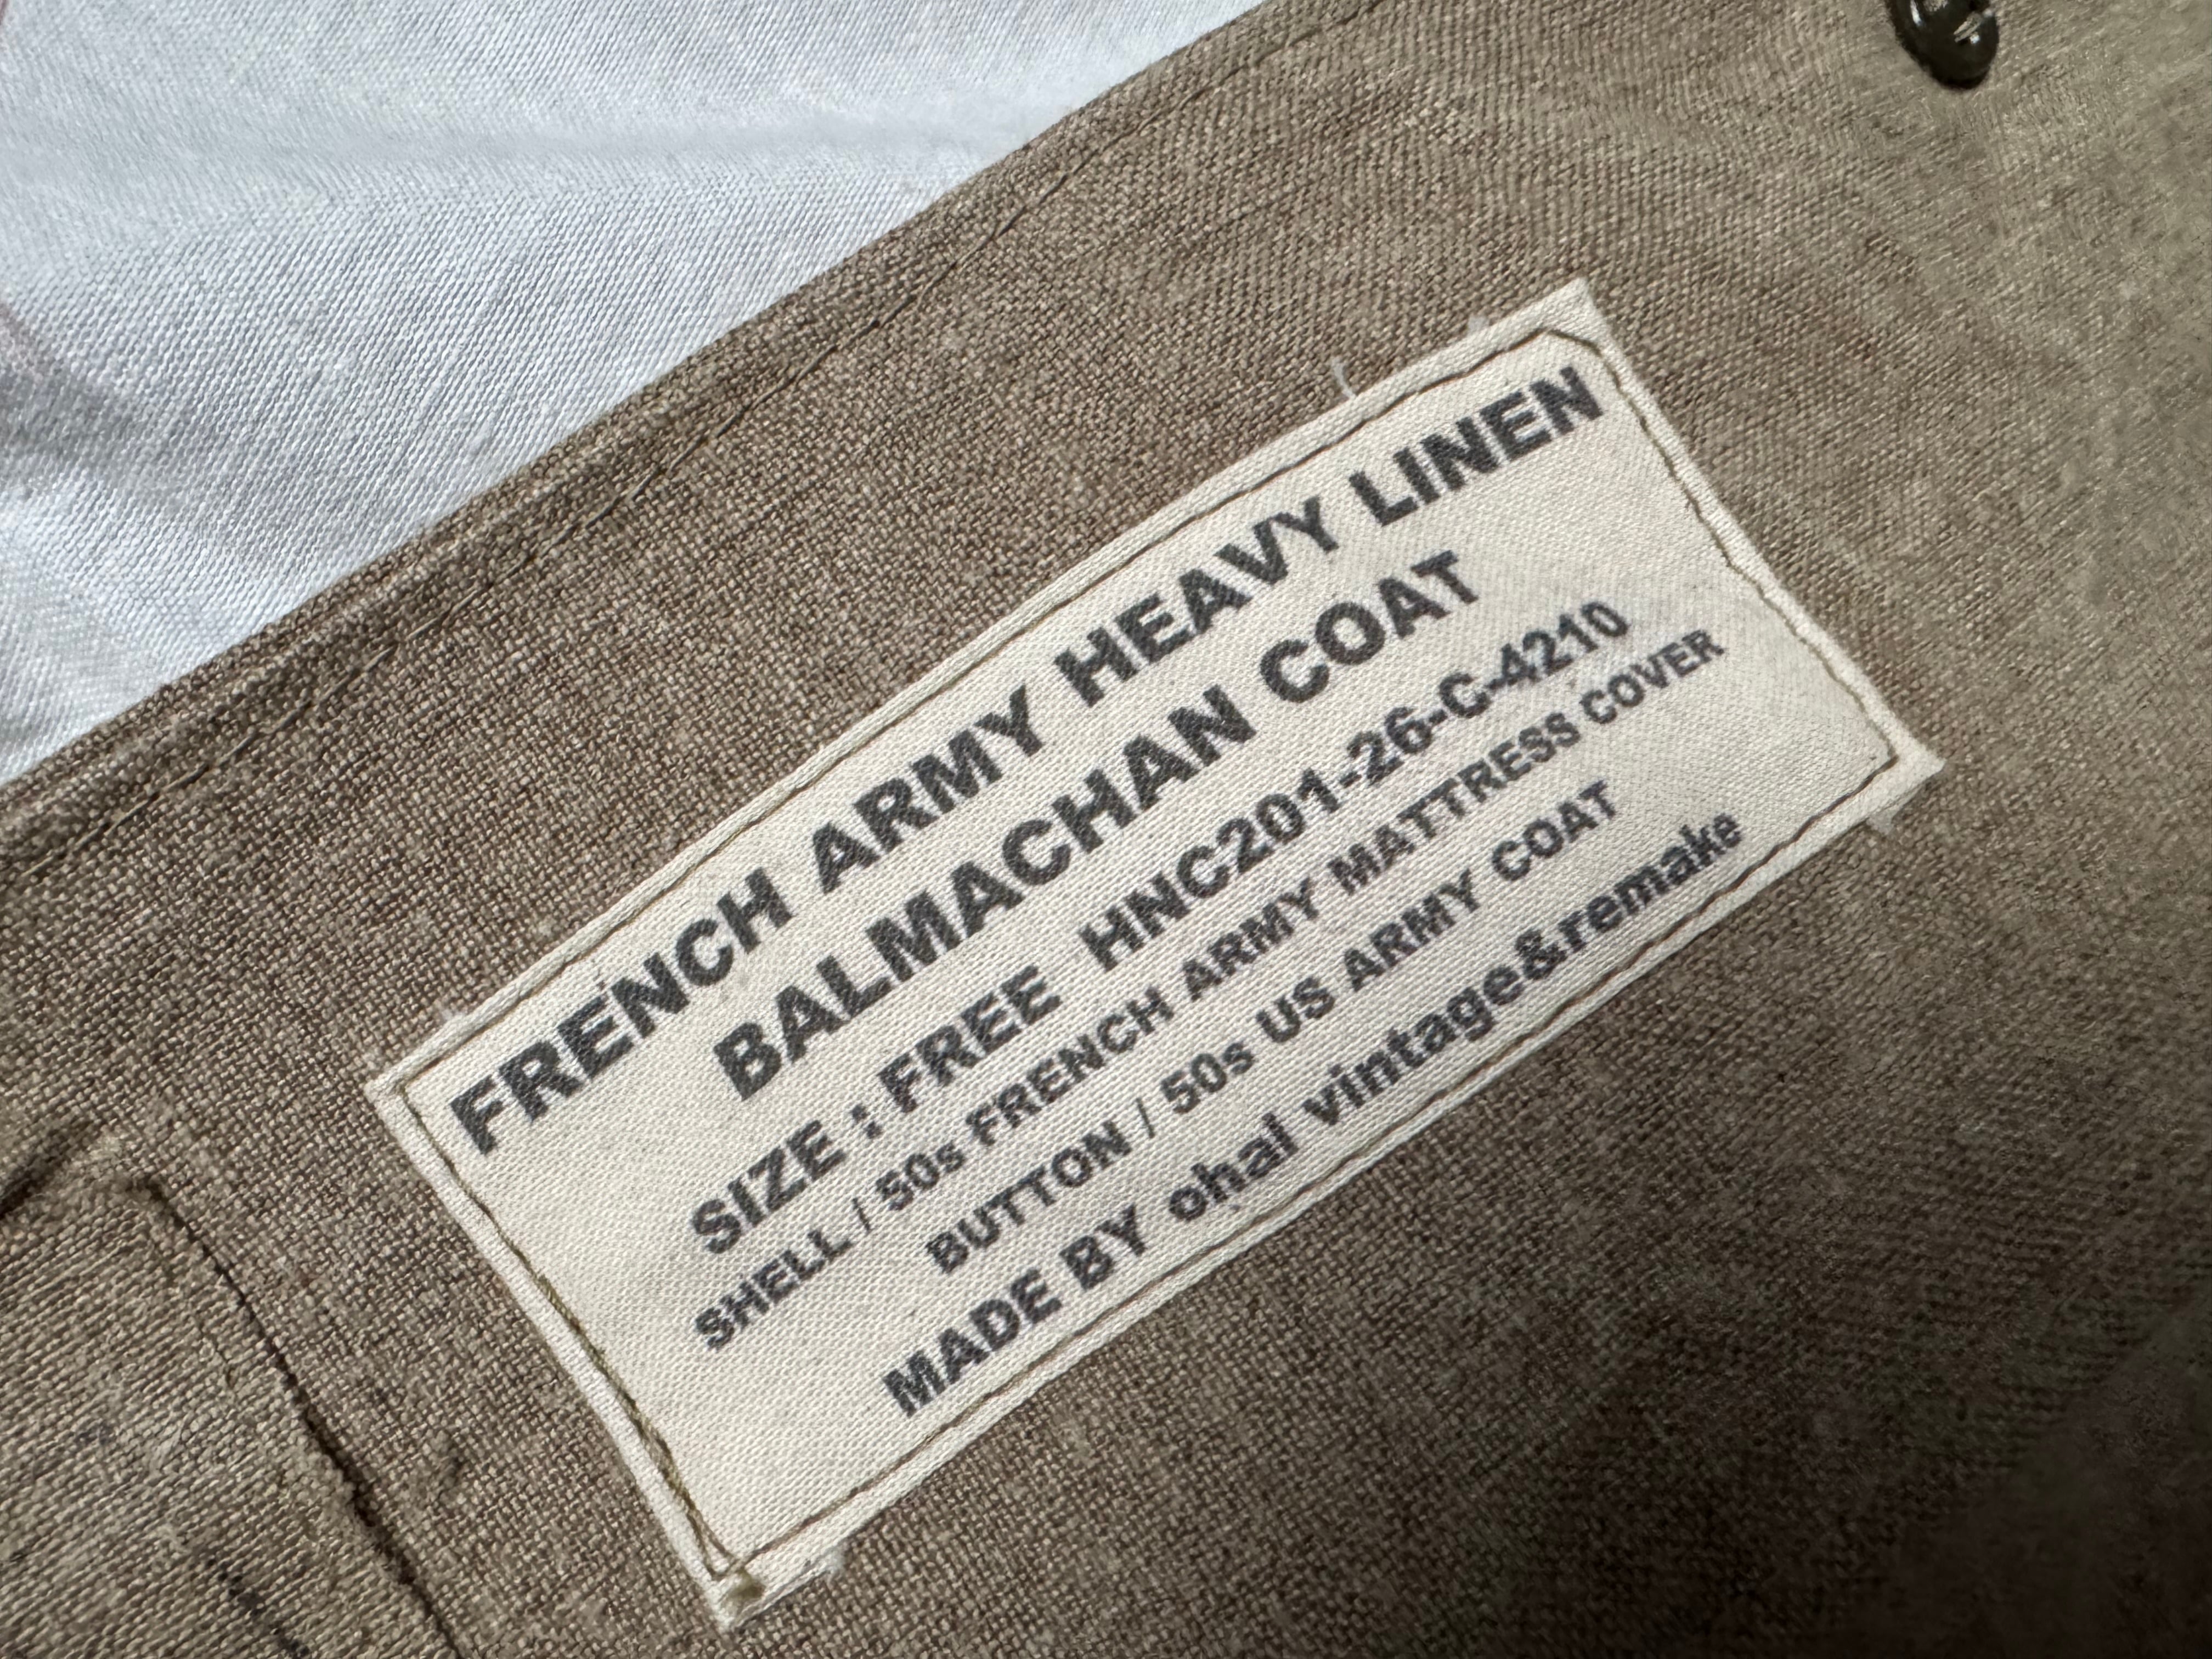 FRENCH ARMY HEAVY LINEN
BALMACHAN COAT
SIZE : FREE HNC201-26-C-4210
SHELL / 50s FRENCH ARMY MATTRESS COVER
BUTTON / 50s US ARMY COAT
MADE BY ohal vintage&remake